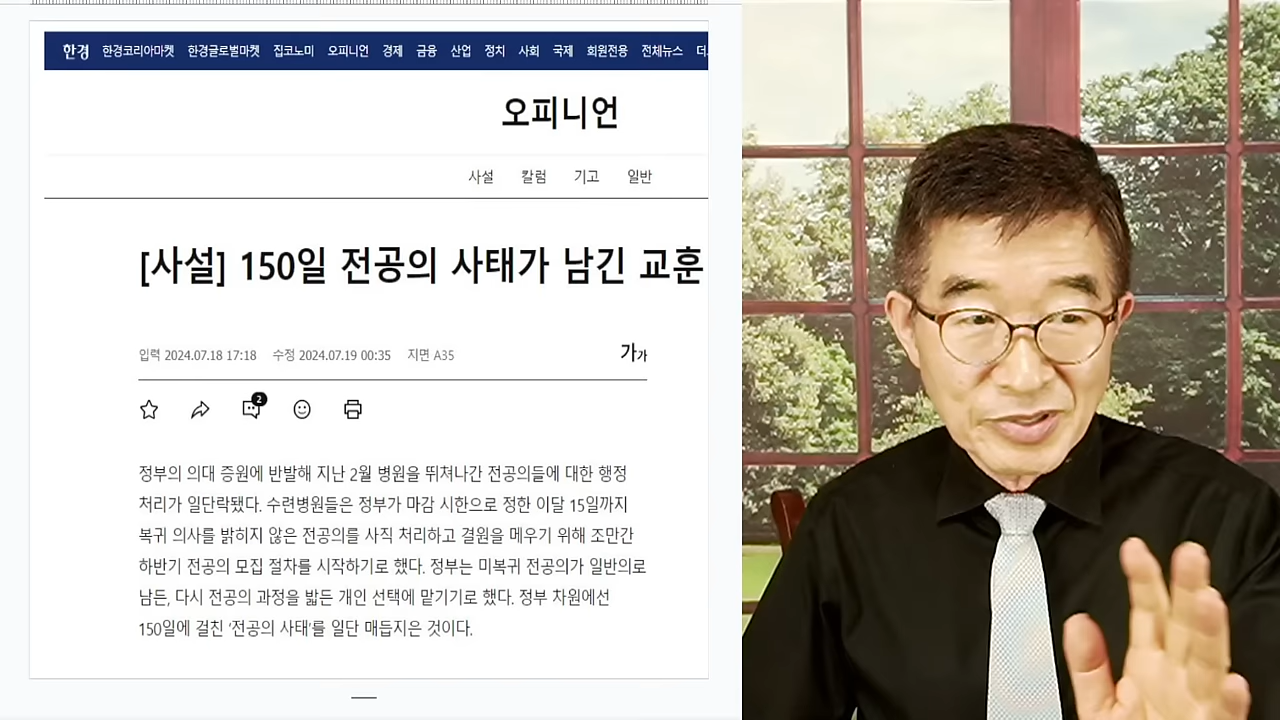 한경 한경코리아마켓 한경글로벌마켓 집코노미 오피니언 경제 금융 산업 정치 사회 국제 회원전용 전체뉴스 더
오피니언
사설 칼럼 기고 일반
[사설] 150일 전공의 사태가 남긴 교훈
입력 2024.07.18 17:18 수정 2024.07.19 00:35 지면 A35
가가
2
정부의 의대 증원에 반발해 지난 2월 병원을 뛰쳐나간 전공의들에 대한 행정
처리가 일단락됐다. 수련병원들은 정부가 마감 시한으로 정한 이달 15일까지
복귀 의사를 밝히지 않은 전공의를 사직 처리하고 결원을 메우기 위해 조만간
하반기 전공의 모집 절차를 시작하기로 했다. 정부는 미복귀 전공의가 일반의로
남든, 다시 전공의 과정을 밟든 개인 선택에 맡기기로 했다. 정부 차원에선
150일에 걸친 ‘전공의 사태’를 일단 매듭지은 것이다.